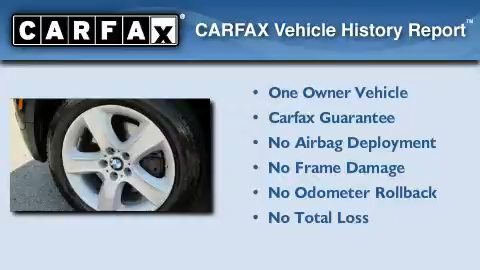 CARFAX® CARFAX Vehicle History Report™
• One Owner Vehicle
• Carfax Guarantee
• No Airbag Deployment
• No Frame Damage
• No Odometer Rollback
• No Total Loss